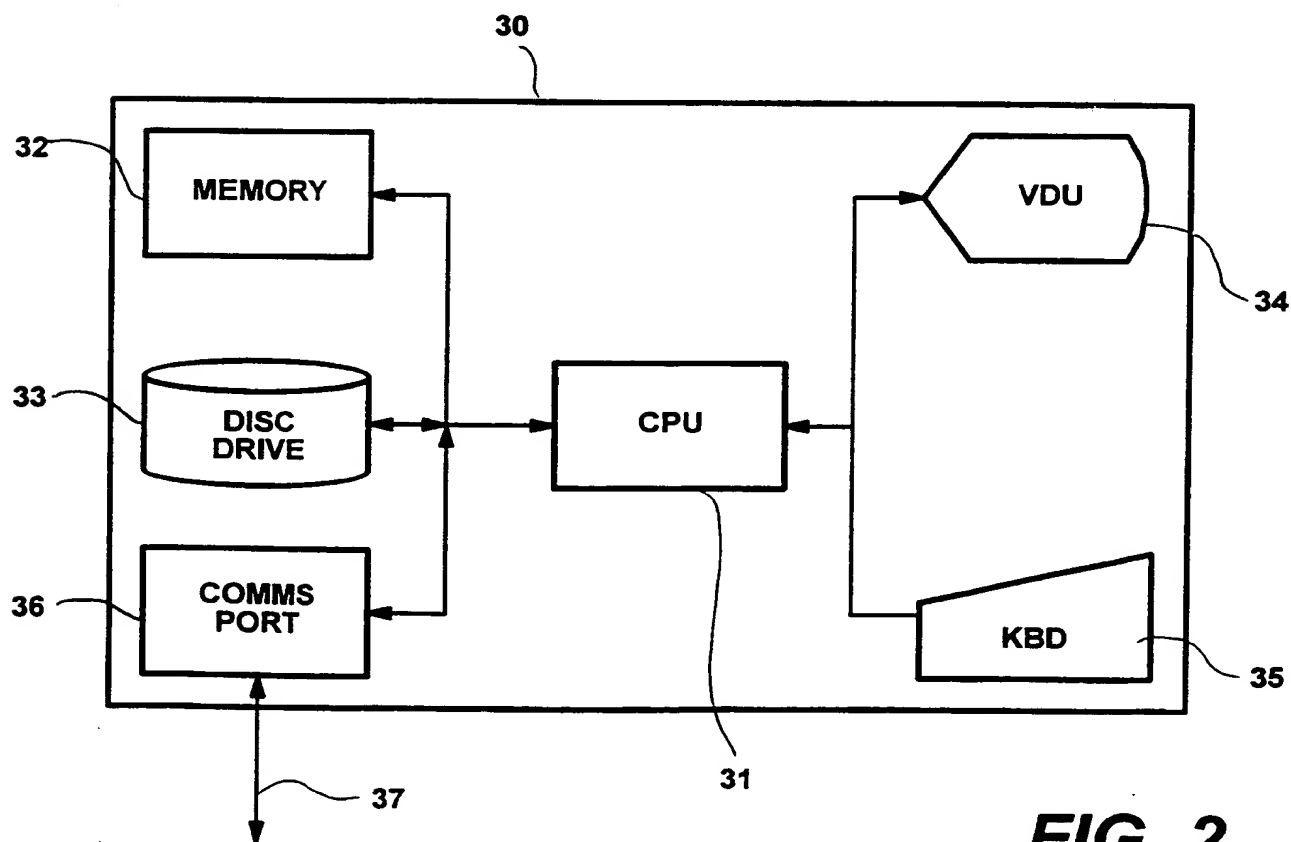 30
32
MEMORY
VDU
34
33
DISC
DRIVE
CPU
36
COMMS
PORT
KBD
35
31
37
FIG. 2